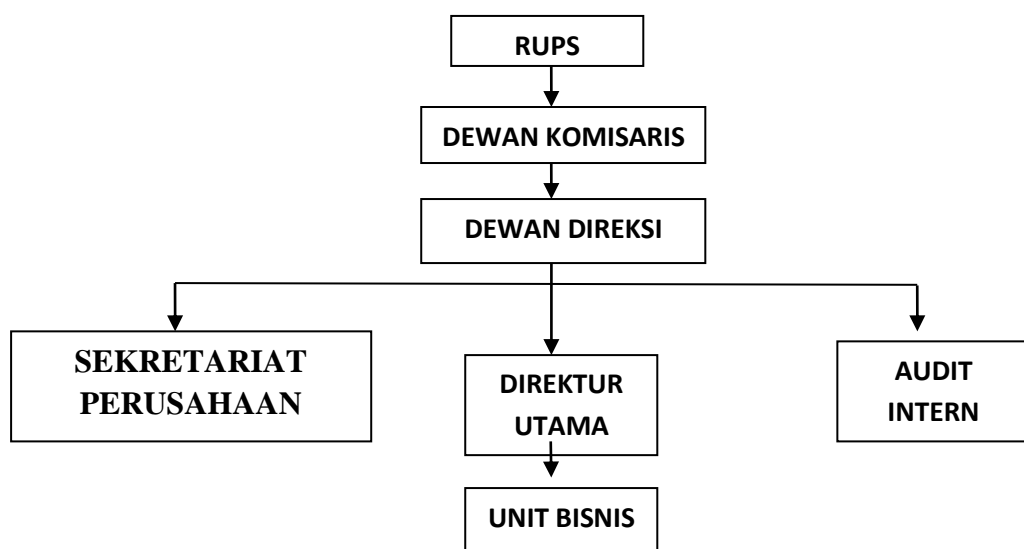 RUPS
DEWAN KOMISARIS
DEWAN DIREKSI
SEKRETARIAT
PERUSAHAAN
DIREKTUR
UTAMA
AUDIT
INTERN
UNIT BISNIS